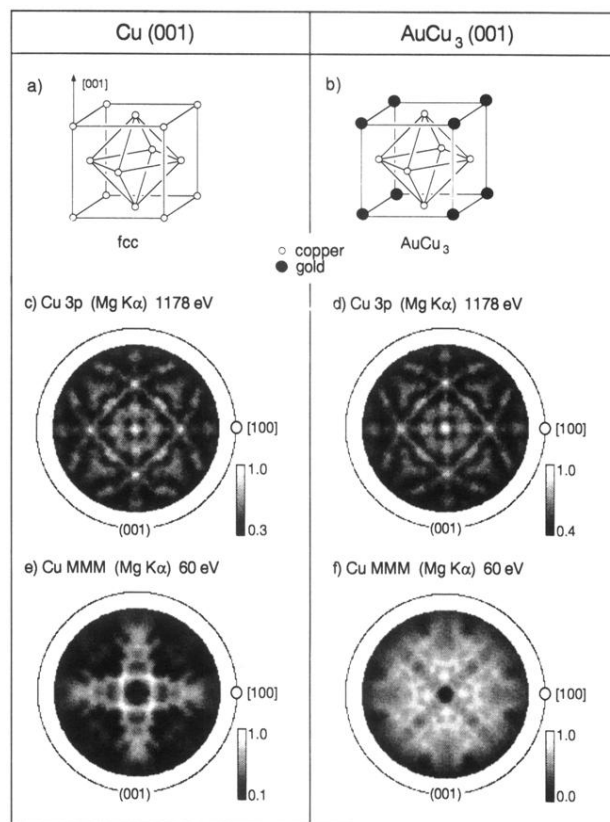 Cu (001)
AuCu₃ (001)
a)
[001]
fcc
b)
AuCu₃
copper
gold
c) Cu 3p (Mg Kα) 1178 eV
[100]
1.0
0.3
(001)
d) Cu 3p (Mg Kα) 1178 eV
[100]
1.0
0.4
(001)
e) Cu MMM (Mg Kα) 60 eV
[100]
1.0
0.1
(001)
f) Cu MMM (Mg Kα) 60 eV
[100]
1.0
0.0
(001)